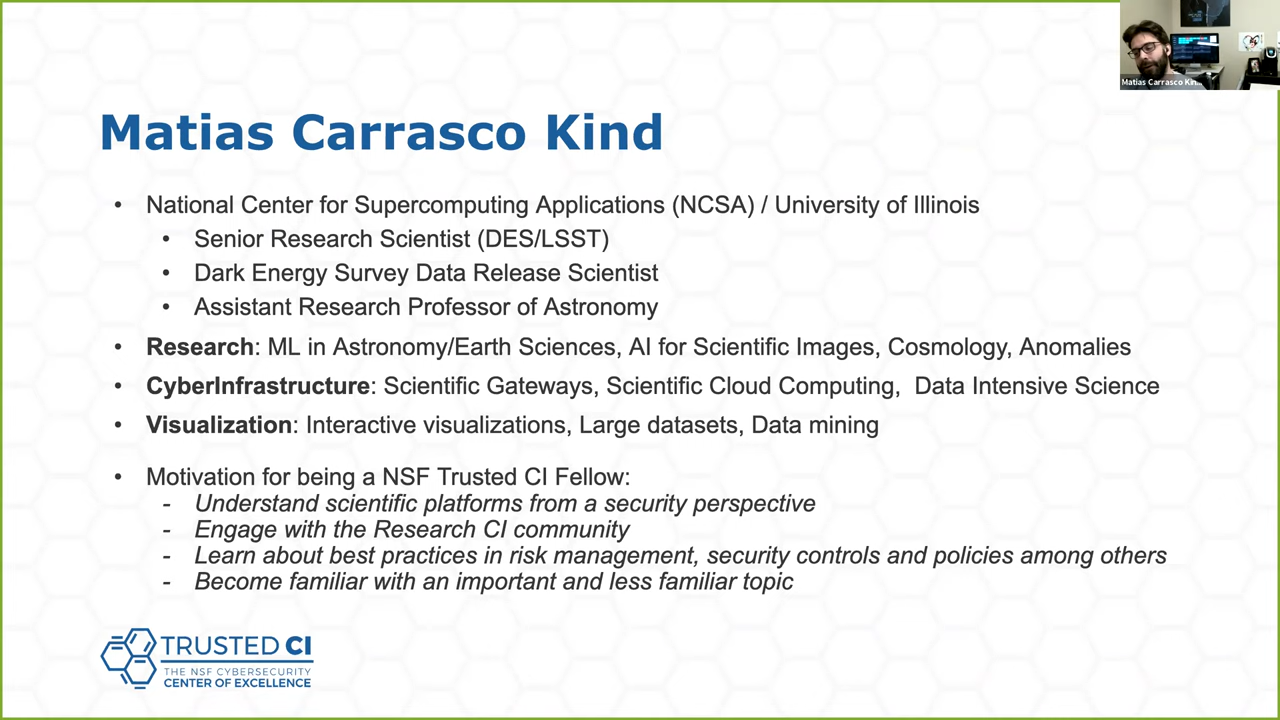 Matias Carrasco Kin...
Matias Carrasco Kind
• National Center for Supercomputing Applications (NCSA) / University of Illinois
• Senior Research Scientist (DES/LSST)
• Dark Energy Survey Data Release Scientist
• Assistant Research Professor of Astronomy
• Research: ML in Astronomy/Earth Sciences, AI for Scientific Images, Cosmology, Anomalies
• CyberInfrastructure: Scientific Gateways, Scientific Cloud Computing, Data Intensive Science
• Visualization: Interactive visualizations, Large datasets, Data mining
• Motivation for being a NSF Trusted CI Fellow:
- Understand scientific platforms from a security perspective
- Engage with the Research CI community
- Learn about best practices in risk management, security controls and policies among others
- Become familiar with an important and less familiar topic
TRUSTED CI
THE NSF CYBERSECURITY
CENTER OF EXCELLENCE